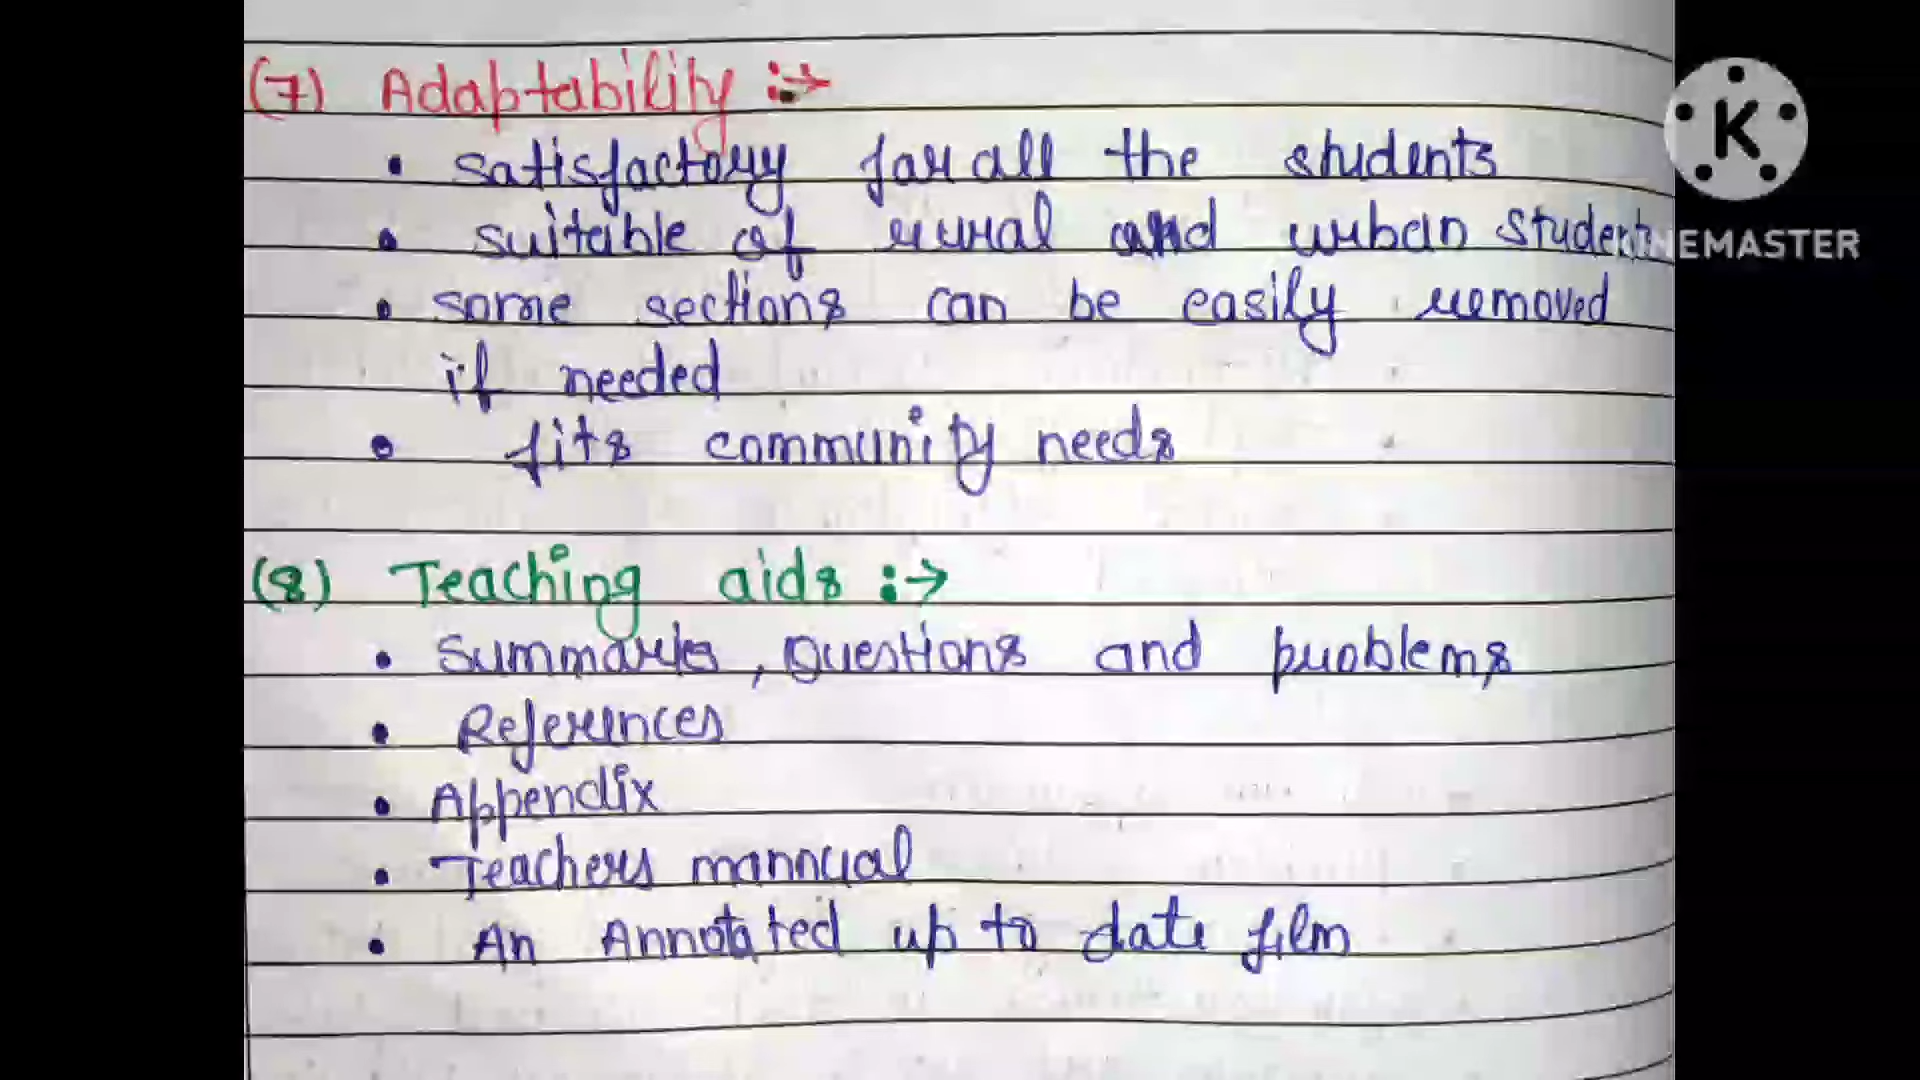 (7) Adaptability :→
• satisfactory for all the students
• suitable of rural and urban student
• some sections can be easily removed
if needed
• fits community needs
(8) Teaching aids :→
• Summaries, Questions and problems
• References
• Appendix
• Teachers mannual
• An Annotated up to date film
K
KINEMASTER